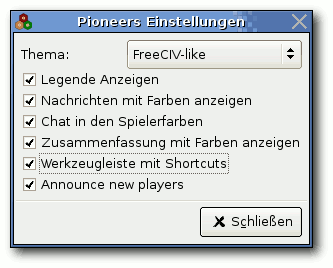 Pioneers Einstellungen
Thema: FreeCIV-like
Legende Anzeigen
Nachrichten mit Farben anzeigen
Chat in den Spielerfarben
Zusammenfassung mit Farben anzeigen
Werkzeugleiste mit Shortcuts
Announce new players
Schließen